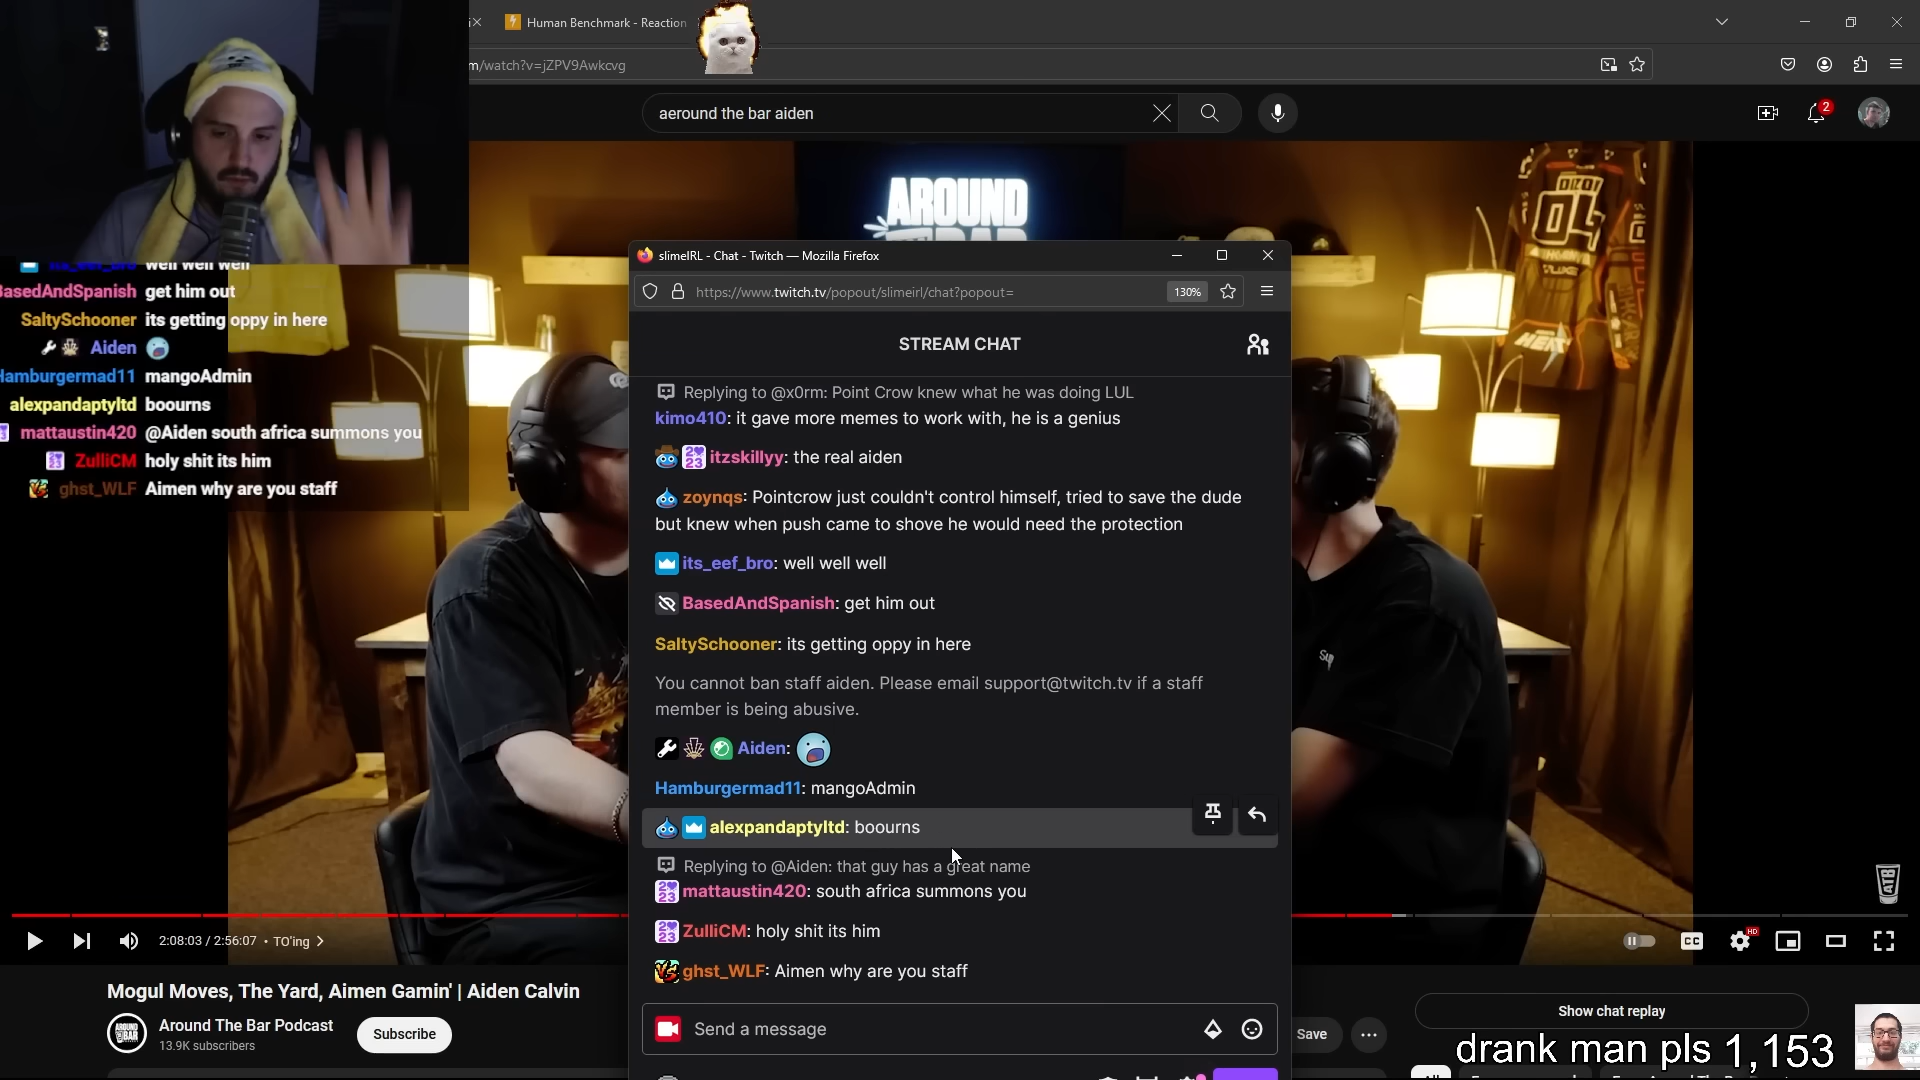 Human Benchmark - Reaction
m/watch?v=jZPV9Awkcvg
aeround the bar aiden
2
AROUND
DIZOI
04
HEAT
its_eef_bro well well well
BasedAndSpanish get him out
SaltySchooner its getting oppy in here
Aiden
Hamburgermad11 mangoAdmin
alexpandaptyltd boourns
mattaustin420 @Aiden south africa summons you
ZulliCM holy shit its him
ghst_WLF Aimen why are you staff
slimeIRL - Chat - Twitch — Mozilla Firefox
https://www.twitch.tv/popout/slimeirl/chat?popout=
130%
STREAM CHAT
Replying to @x0rm: Point Crow knew what he was doing LUL
kimo410: it gave more memes to work with, he is a genius
itzskillyy: the real aiden
zoynqs: Pointcrow just couldn't control himself, tried to save the dude
but knew when push came to shove he would need the protection
its_eef_bro: well well well
BasedAndSpanish: get him out
SaltySchooner: its getting oppy in here
You cannot ban staff aiden. Please email support@twitch.tv if a staff
member is being abusive.
Aiden:
Hamburgermad11: mangoAdmin
alexpandaptyltd: boourns
Replying to @Aiden: that guy has a great name
mattaustin420: south africa summons you
ZulliCM: holy shit its him
ghst_WLF: Aimen why are you staff
Send a message
ATB
2:08:03 / 2:56:07 • TO'ing
CC
HD
Mogul Moves, The Yard, Aimen Gamin' | Aiden Calvin
Around The Bar Podcast
13.9K subscribers
Subscribe
Save
Show chat replay
drank man pls 1,153